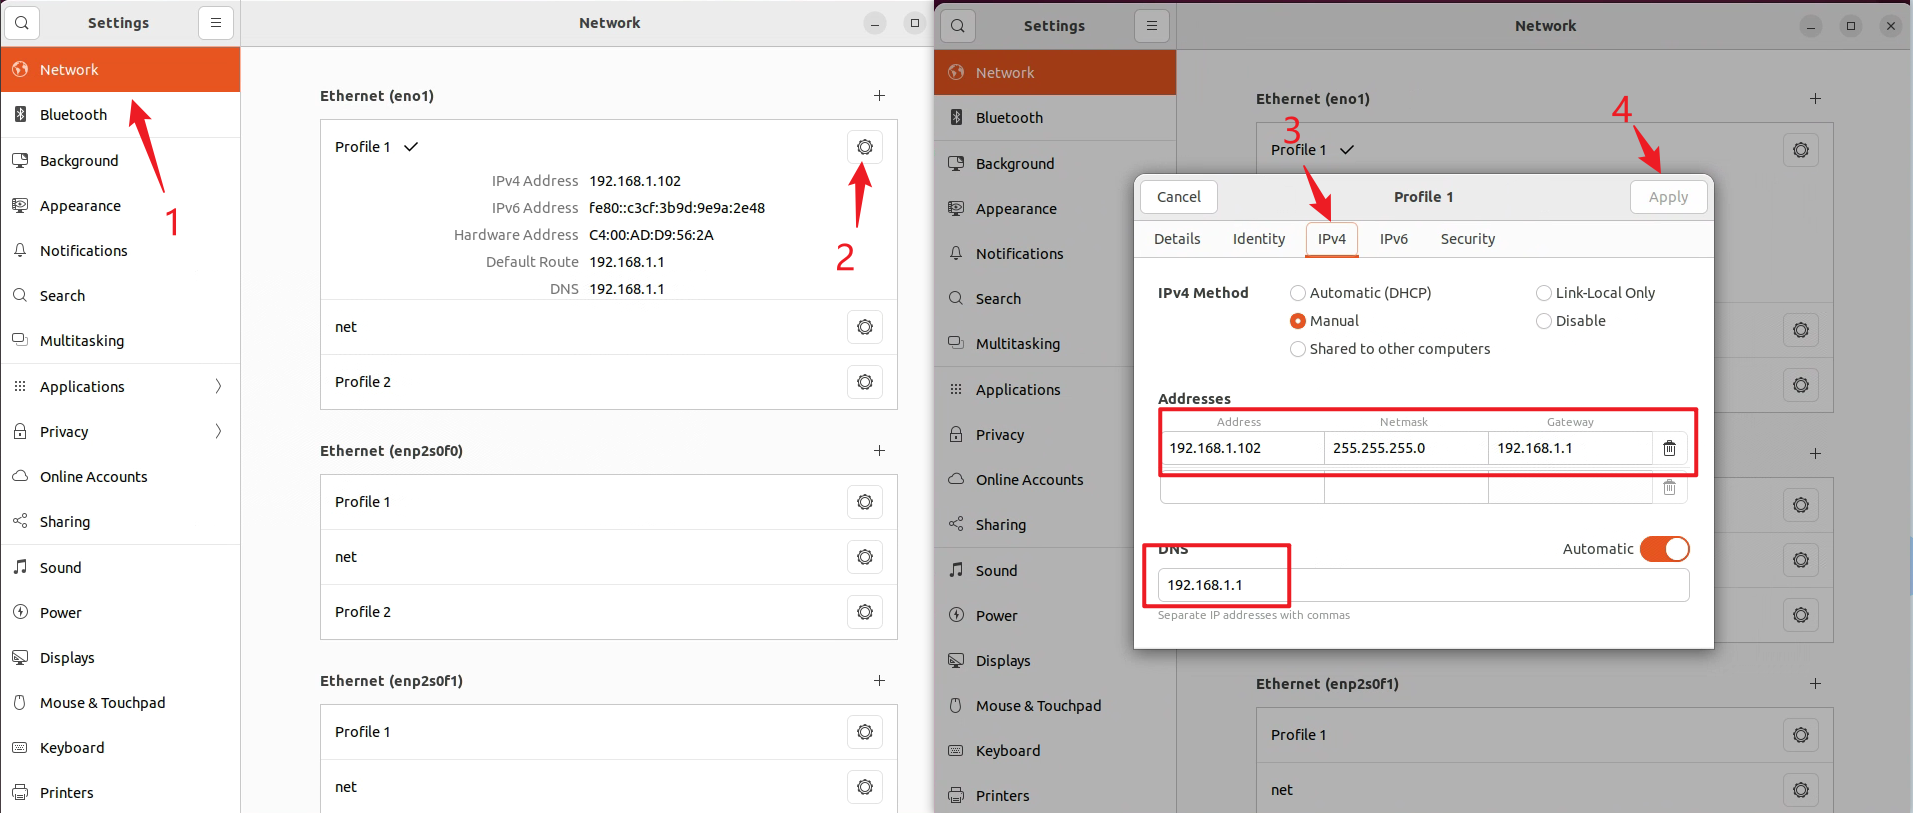 Settings
Network
Network
Bluetooth
Background
Appearance
Notifications
Search
Multitasking
Applications
Privacy
Online Accounts
Sharing
Sound
Power
Displays
Mouse & Touchpad
Keyboard
Printers
1
Ethernet (eno1)
Profile 1
IPv4 Address 192.168.1.102
IPv6 Address fe80::c3cf:3b9d:9e9a:2e48
Hardware Address C4:00:AD:D9:56:2A
Default Route 192.168.1.1
DNS 192.168.1.1
2
net
Profile 2
Ethernet (enp2s0f0)
Profile 1
net
Profile 2
Ethernet (enp2s0f1)
Profile 1
net
Settings
Network
Network
Bluetooth
Background
Appearance
Notifications
Search
Multitasking
Applications
Privacy
Online Accounts
Sharing
Sound
Power
Displays
Mouse & Touchpad
Keyboard
Printers
Ethernet (eno1)
3
4
Profile 1
Cancel
Profile 1
Apply
Details Identity IPv4 IPv6 Security
IPv4 Method
Automatic (DHCP) Link-Local Only
Manual Disable
Shared to other computers
Addresses
Address Netmask Gateway
192.168.1.102 255.255.255.0 192.168.1.1
DNS Automatic
192.168.1.1
Separate IP addresses with commas
Ethernet (enp2s0f1)
Profile 1
net